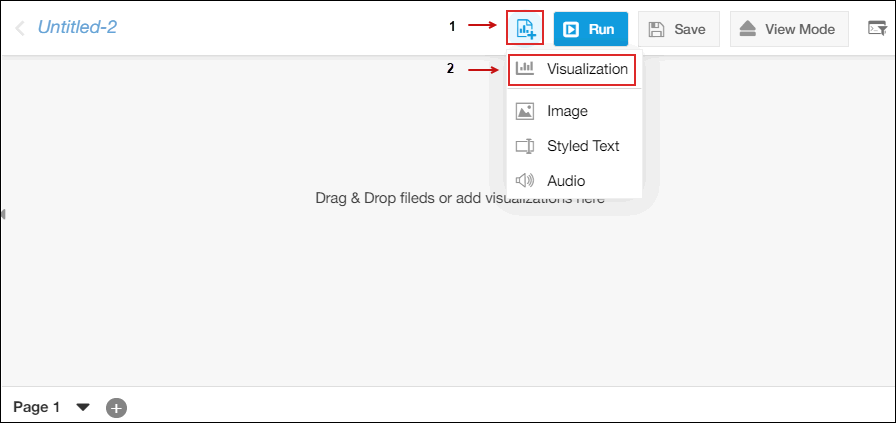 Untitled-2
1
Run
Save
View Mode
2
Visualization
Image
Styled Text
Audio
Drag & Drop fileds or add visualizations here
Page 1